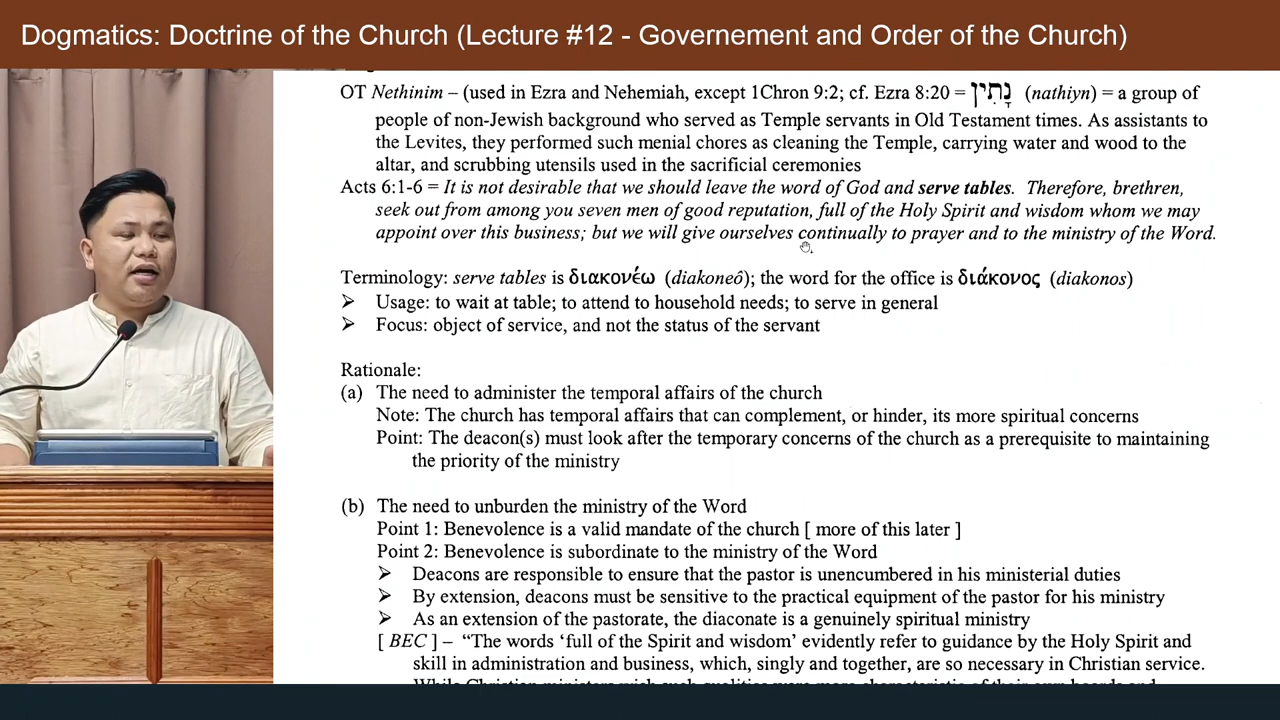 Dogmatics: Doctrine of the Church (Lecture #12 - Governement and Order of the Church)
OT Nethinim – (used in Ezra and Nehemiah, except 1Chron 9:2; cf. Ezra 8:20 = נָתִין (nathiyn) = a group of
people of non-Jewish background who served as Temple servants in Old Testament times. As assistants to
the Levites, they performed such menial chores as cleaning the Temple, carrying water and wood to the
altar, and scrubbing utensils used in the sacrificial ceremonies
Acts 6:1-6 = It is not desirable that we should leave the word of God and serve tables. Therefore, brethren,
seek out from among you seven men of good reputation, full of the Holy Spirit and wisdom whom we may
appoint over this business; but we will give ourselves continually to prayer and to the ministry of the Word.
Terminology: serve tables is διακονέω (diakoneô); the word for the office is διάκονος (diakonos)
➢ Usage: to wait at table; to attend to household needs; to serve in general
➢ Focus: object of service, and not the status of the servant
Rationale:
(a) The need to administer the temporal affairs of the church
Note: The church has temporal affairs that can complement, or hinder, its more spiritual concerns
Point: The deacon(s) must look after the temporary concerns of the church as a prerequisite to maintaining
the priority of the ministry
(b) The need to unburden the ministry of the Word
Point 1: Benevolence is a valid mandate of the church [ more of this later ]
Point 2: Benevolence is subordinate to the ministry of the Word
➢ Deacons are responsible to ensure that the pastor is unencumbered in his ministerial duties
➢ By extension, deacons must be sensitive to the practical equipment of the pastor for his ministry
➢ As an extension of the pastorate, the diaconate is a genuinely spiritual ministry
[ BEC ] – “The words ‘full of the Spirit and wisdom’ evidently refer to guidance by the Holy Spirit and
skill in administration and business, which, singly and together, are so necessary in Christian service.